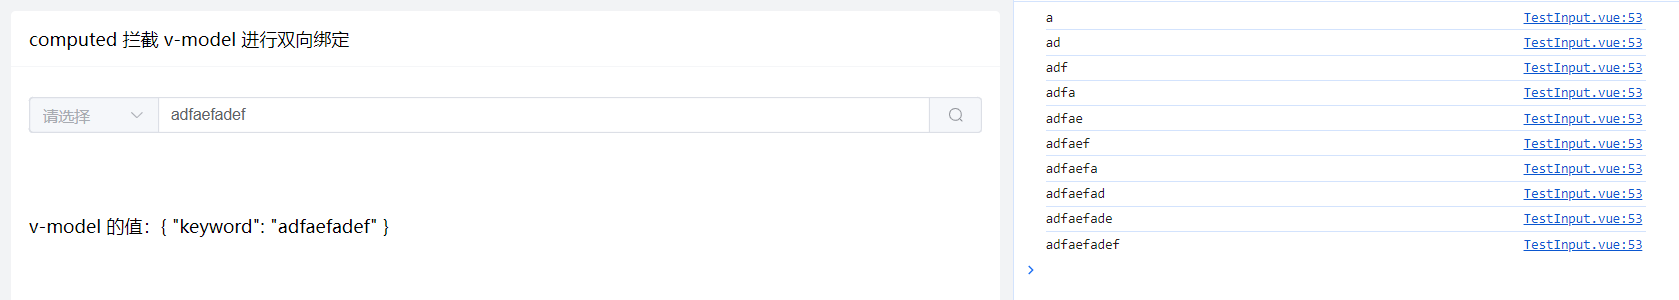 computed 拦截 v-model 进行双向绑定
请选择 adfaefadef
v-model 的值：{ "keyword": "adfaefadef" }
a TestInput.vue:53
ad TestInput.vue:53
adf TestInput.vue:53
adfa TestInput.vue:53
adfae TestInput.vue:53
adfaef TestInput.vue:53
adfaefa TestInput.vue:53
adfaefad TestInput.vue:53
adfaefade TestInput.vue:53
adfaefadef TestInput.vue:53